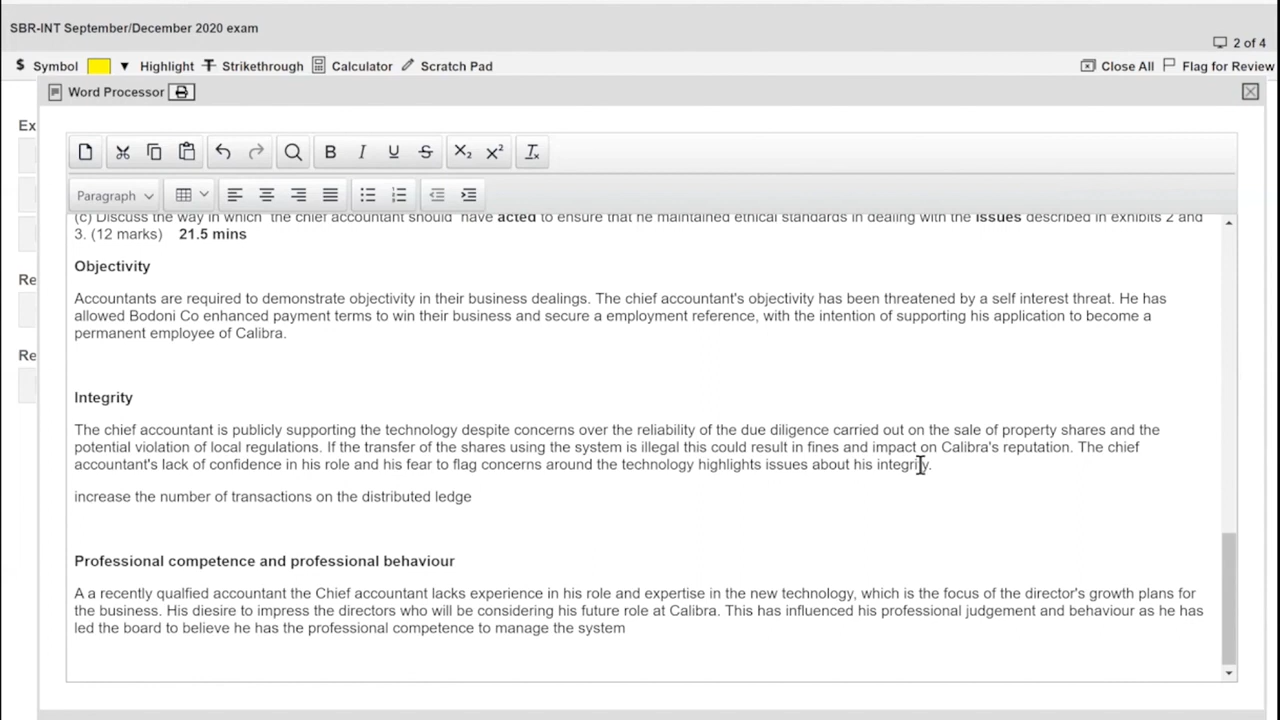 SBR-INT September/December 2020 exam
2 of 4
$ Symbol Highlight Strikethrough Calculator Scratch Pad Close All Flag for Review
Word Processor
Ex
Paragraph
(c) Discuss the way in which the chief accountant should have acted to ensure that he maintained ethical standards in dealing with the issues described in exhibits 2 and
3. (12 marks) 21.5 mins
Objectivity
Accountants are required to demonstrate objectivity in their business dealings. The chief accountant's objectivity has been threatened by a self interest threat. He has
allowed Bodoni Co enhanced payment terms to win their business and secure a employment reference, with the intention of supporting his application to become a
permanent employee of Calibra.
Integrity
The chief accountant is publicly supporting the technology despite concerns over the reliability of the due diligence carried out on the sale of property shares and the
potential violation of local regulations. If the transfer of the shares using the system is illegal this could result in fines and impact on Calibra's reputation. The chief
accountant's lack of confidence in his role and his fear to flag concerns around the technology highlights issues about his integrity.
increase the number of transactions on the distributed ledge
Professional competence and professional behaviour
A a recently qualfied accountant the Chief accountant lacks experience in his role and expertise in the new technology, which is the focus of the director's growth plans for
the business. His diesire to impress the directors who will be considering his future role at Calibra. This has influenced his professional judgement and behaviour as he has
led the board to believe he has the professional competence to manage the system
Re
Re